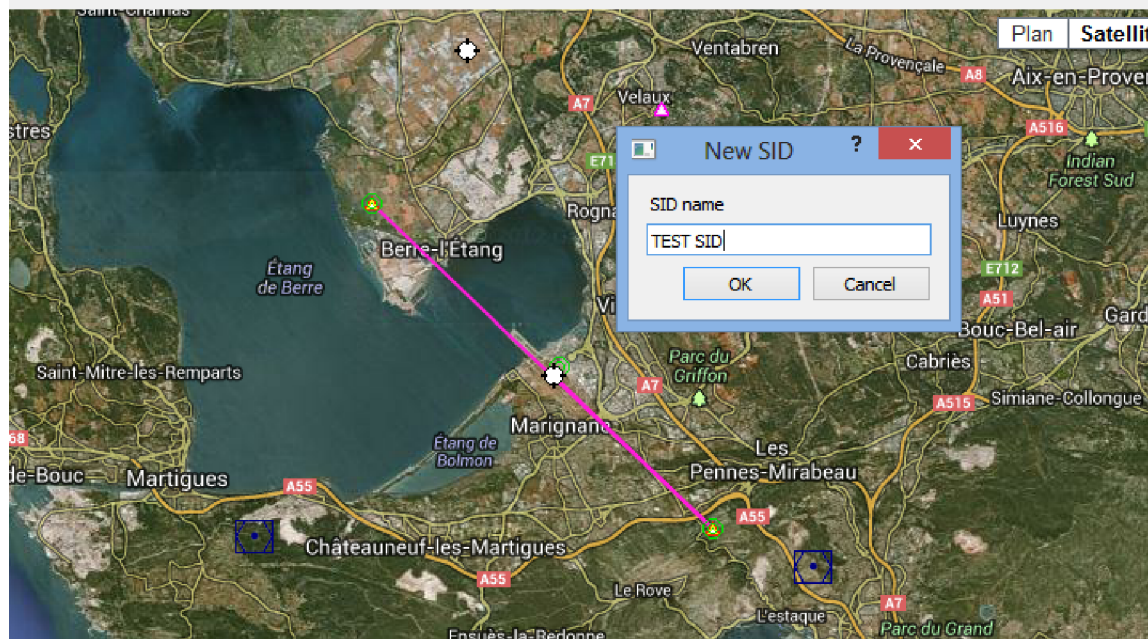 Saint-Chamas
Plan
Satellit
Ventabren
La Provençale
A8
Aix-en-Prove
Velaux
A7
stres
A516
E71
New SID
?
Indian
Forest Sud
SID name
Rogna
TEST SID
Luynes
Berre-l'Étang
Étang
de Berre
OK
Cancel
E712
A51
Vi
Gard
Bouc-Bel-air
Parc du
Griffon
Cabriès
Saint-Mitre-les-Remparts
A7
A515
Simiane-Collongue
Marignane
68
Étang de
Bolmon
Les
Pennes-Mirabeau
de-Bouc
Martigues
A55
A55
Châteauneuf-les-Martigues
A55
Le Rove
A7
L'estaque
Parc du Grand
Ensuès-la-Redonne